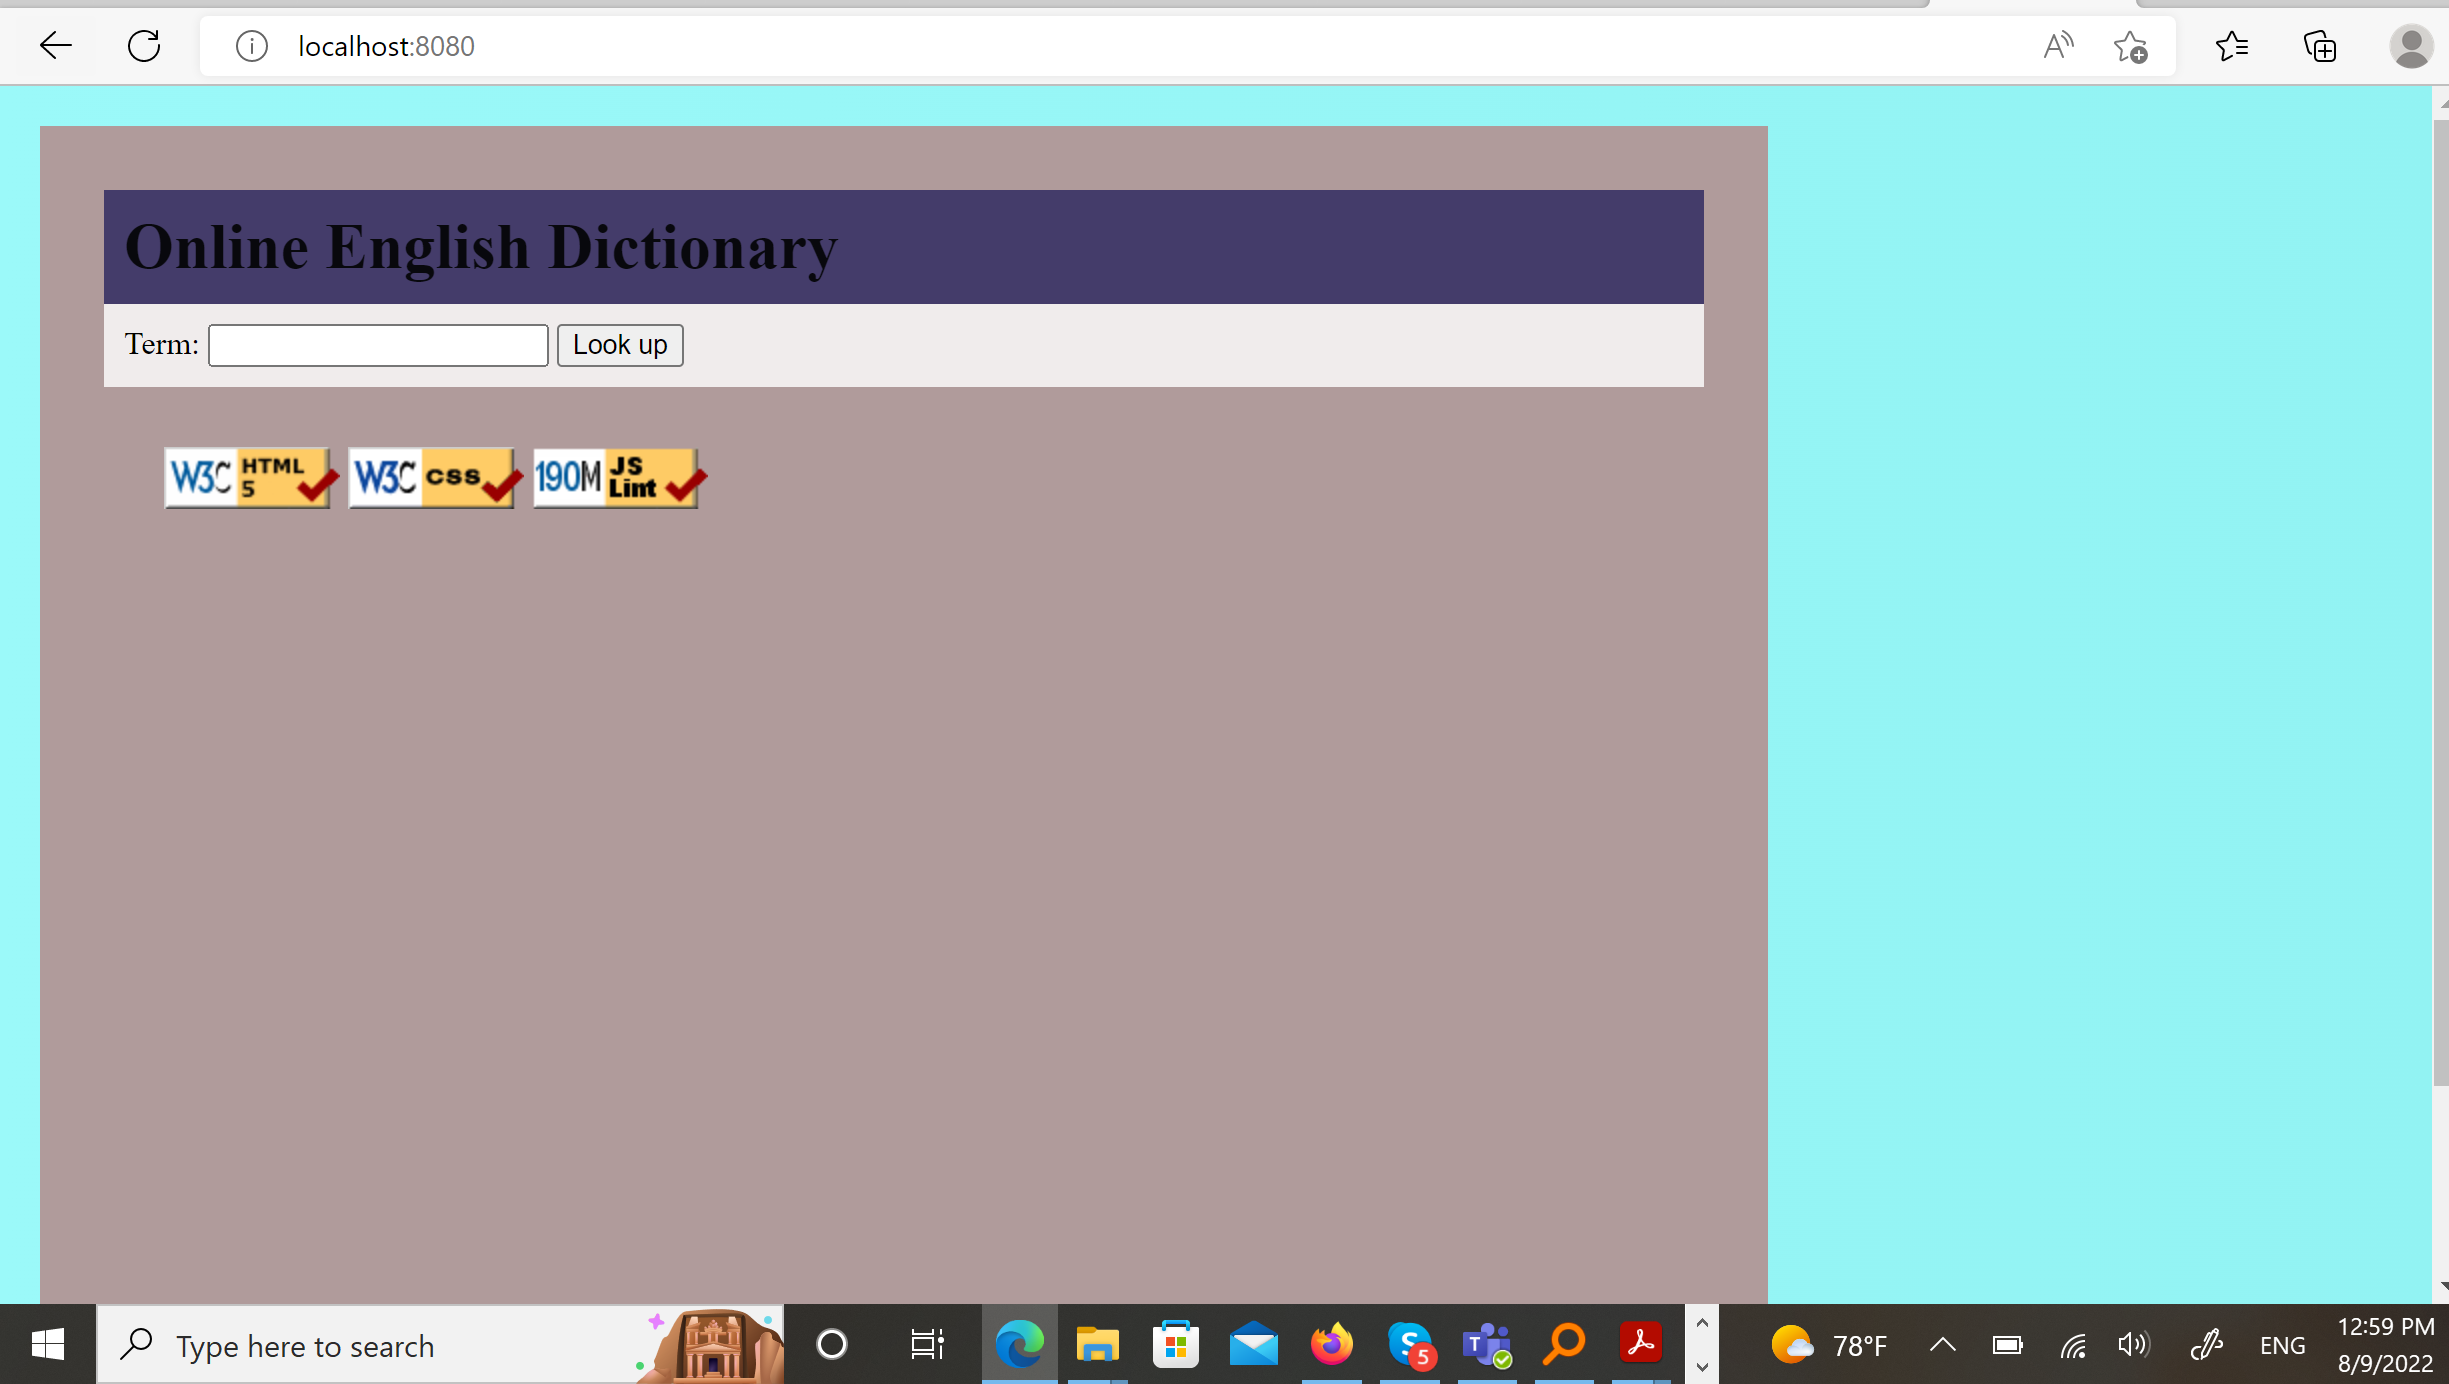 localhost:8080
Online English Dictionary
Term: Look up
W3C HTML 5 W3C css 190M JS Lint
Type here to search
5
T
78°F
ENG
12:59 PM
8/9/2022